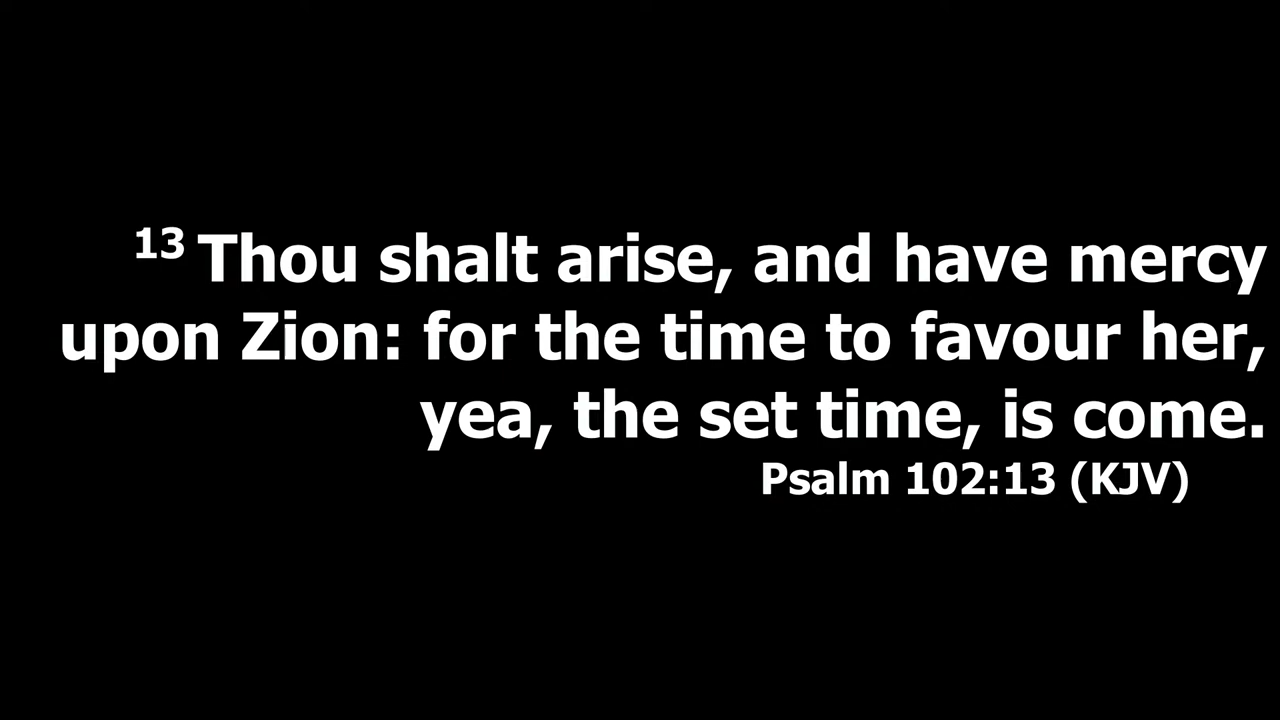 13 Thou shalt arise, and have mercy
upon Zion: for the time to favour her,
yea, the set time, is come.
Psalm 102:13 (KJV)